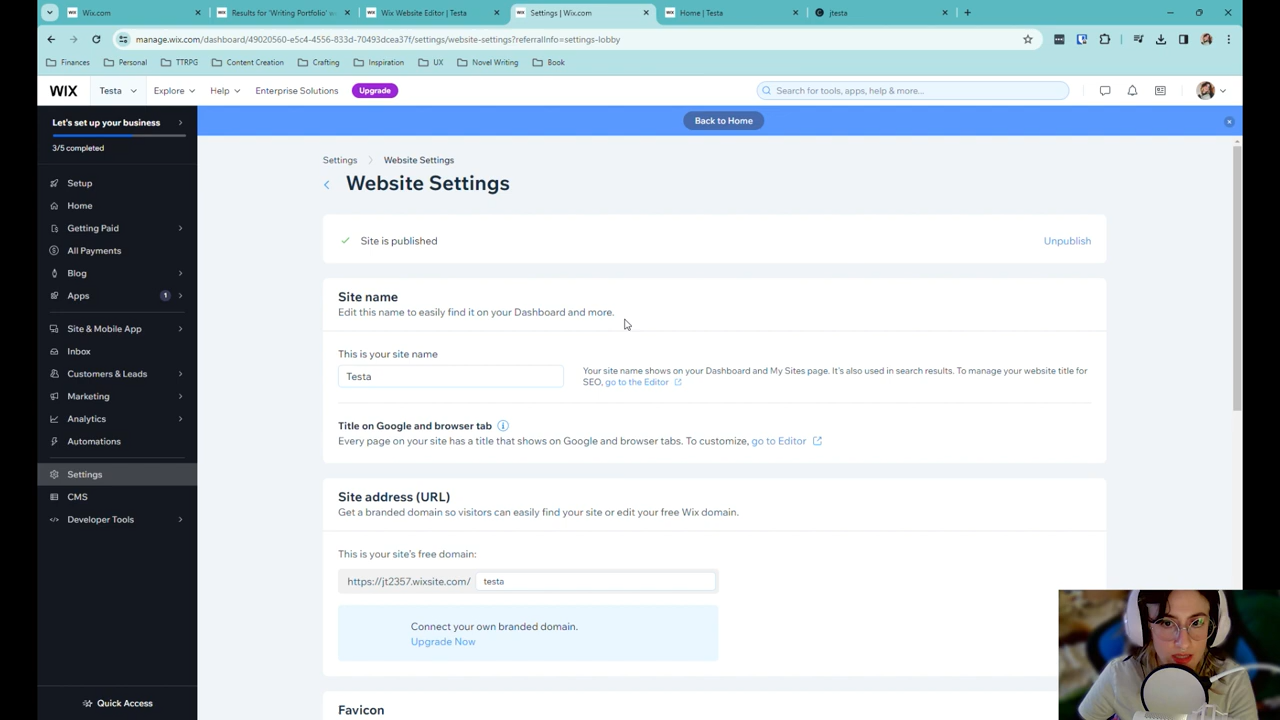 Wix.com
Results for 'Writing Portfolio' w
Wix Website Editor | Testa
Settings | Wix.com
Home | Testa
jtesta
manage.wix.com/dashboard/49020560-e5c4-4556-833d-70493dcea37f/settings/website-settings?referralInfo=settings-lobby
Finances
Personal
TTRPG
Content Creation
Crafting
Inspiration
UX
Novel Writing
Book
WIX
Testa
Explore
Help
Enterprise Solutions
Upgrade
Search for tools, apps, help & more...
Let's set up your business
3/5 completed
Back to Home
Setup
Home
Getting Paid
All Payments
Blog
Apps
1
Site & Mobile App
Inbox
Customers & Leads
Marketing
Analytics
Automations
Settings
CMS
Developer Tools
Quick Access
Settings
Website Settings
Website Settings
Site is published
Unpublish
Site name
Edit this name to easily find it on your Dashboard and more.
This is your site name
Testa
Your site name shows on your Dashboard and My Sites page. It's also used in search results. To manage your website title for
SEO, go to the Editor
Title on Google and browser tab
Every page on your site has a title that shows on Google and browser tabs. To customize, go to Editor
Site address (URL)
Get a branded domain so visitors can easily find your site or edit your free Wix domain.
This is your site's free domain:
https://jt2357.wixsite.com/
testa
Connect your own branded domain.
Upgrade Now
Favicon